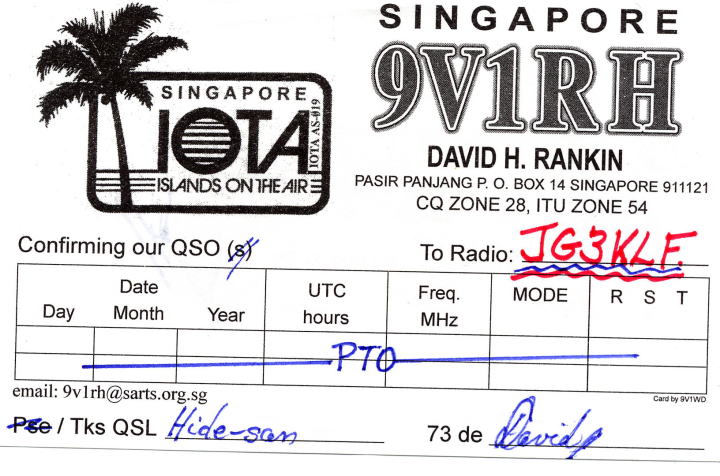 SINGAPORE
9V1RH
DAVID H. RANKIN
PASIR PANJANG P. O. BOX 14 SINGAPORE 911121
CQ ZONE 28, ITU ZONE 54
SINGAPORE
IOTA
IOTA AS-019
ISLANDS ON THE AIR
Confirming our QSO (s) To Radio: JG3KLF.
Date UTC Freq. MODE R S T
Day Month Year hours MHz
PTO
email: 9v1rh@sarts.org.sg Card by 9V1WD
Pse / Tks QSL Hide-san 73 de David